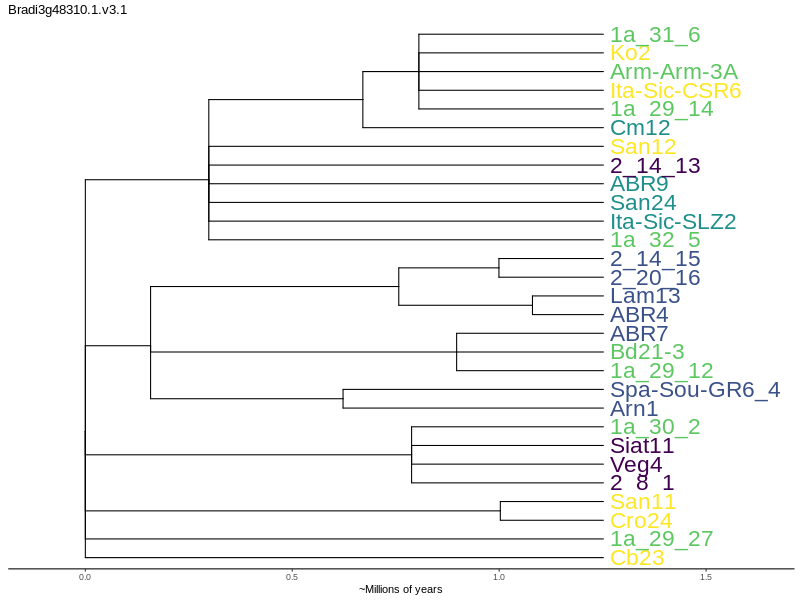 Bradi3g48310.1.v3.1
1a_31_6
Ko2
Arm-Arm-3A
Ita-Sic-CSR6
1a_29_14
Cm12
San12
2_14_13
ABR9
San24
Ita-Sic-SLZ2
1a_32_5
2_14_15
2_20_16
Lam13
ABR4
ABR7
Bd21-3
1a_29_12
Spa-Sou-GR6_4
Arn1
1a_30_2
Siat11
Veg4
2_8_1
San11
Cro24
1a_29_27
Cb23
0.0 0.5 1.0 1.5
~Millions of years